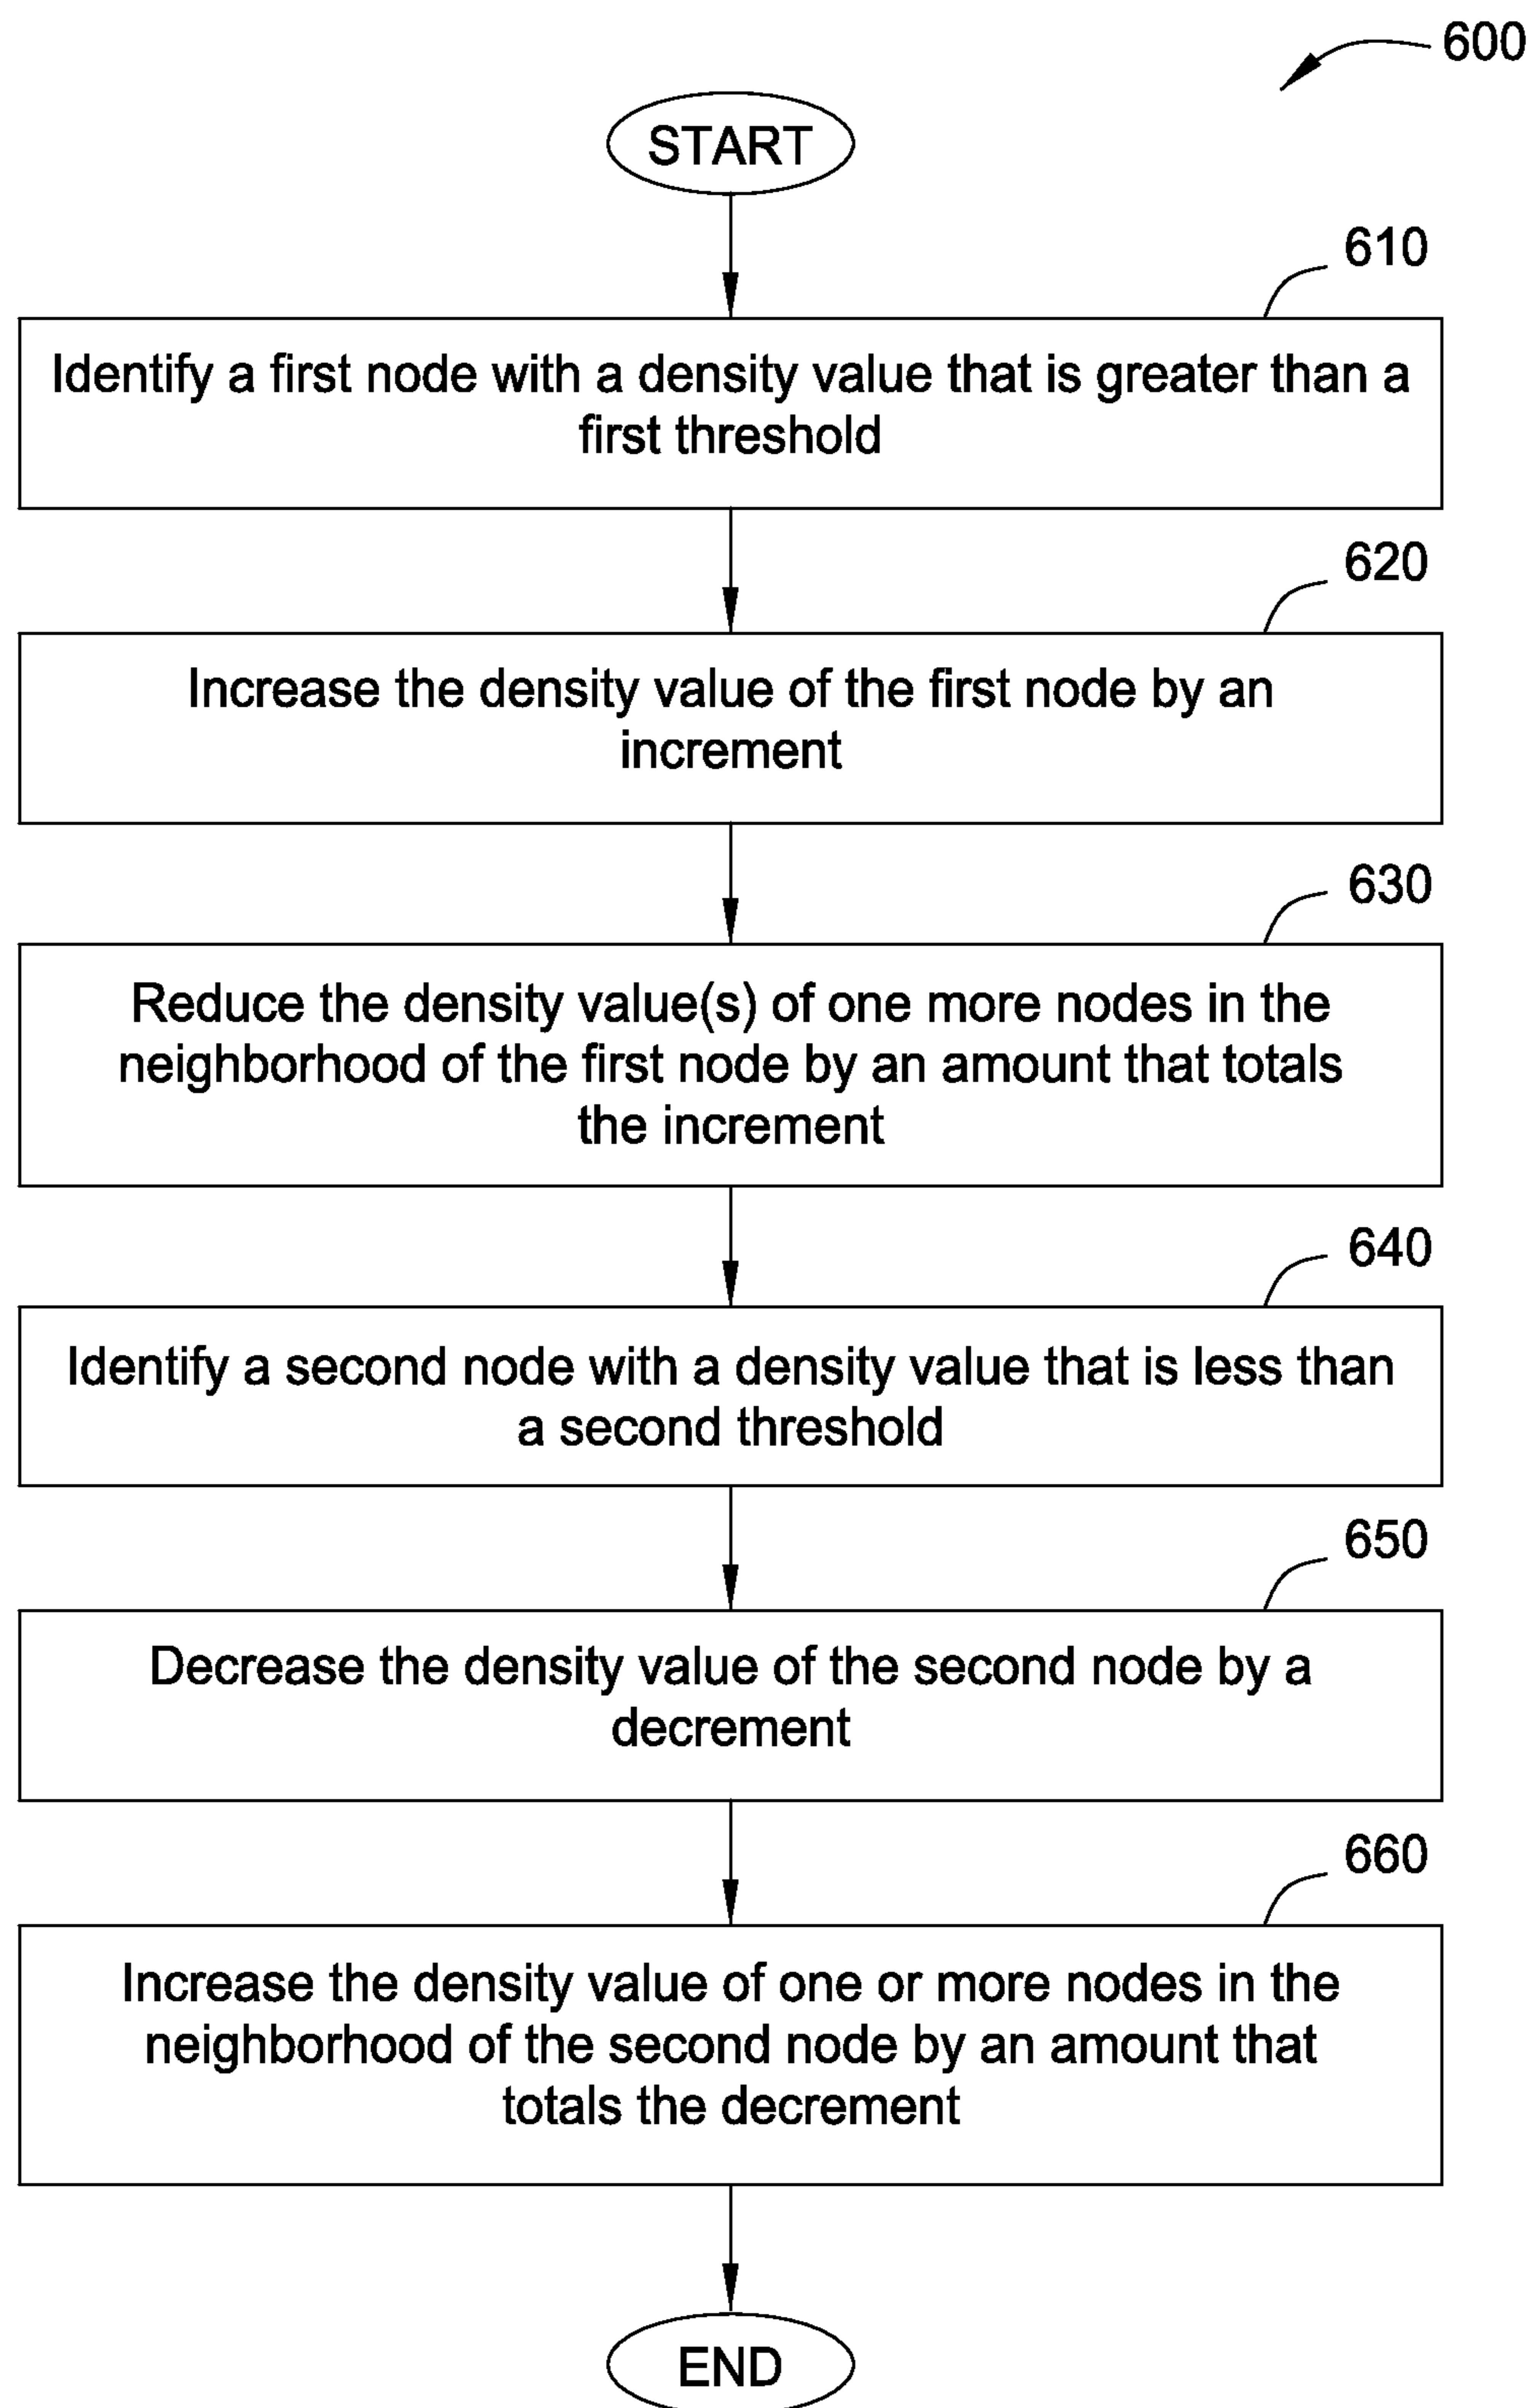 600
START
610
Identify a first node with a density value that is greater than a
first threshold
620
Increase the density value of the first node by an
increment
630
Reduce the density value(s) of one more nodes in the
neighborhood of the first node by an amount that totals
the increment
640
Identify a second node with a density value that is less than
a second threshold
650
Decrease the density value of the second node by a
decrement
660
Increase the density value of one or more nodes in the
neighborhood of the second node by an amount that
totals the decrement
END